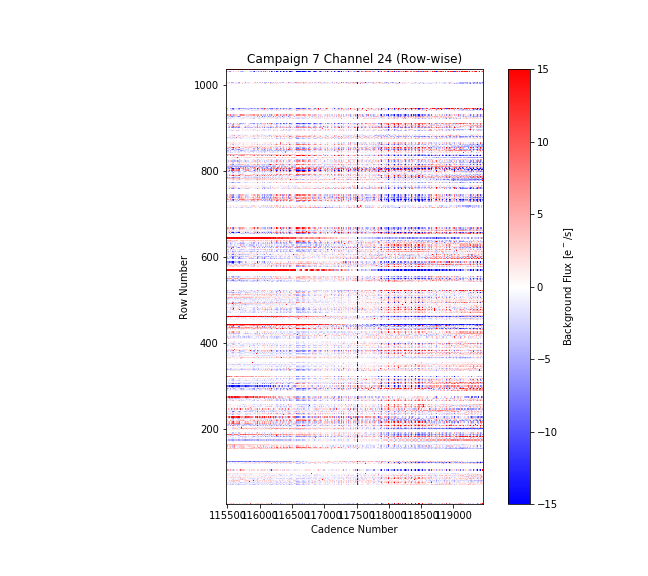 Campaign 7 Channel 24 (Row-wise)
1000
800
600
400
200
Row Number
115500 116000 116500 117000 117500 118000 118500 119000
Cadence Number
15
10
5
0
−5
−10
−15
Background Flux [e⁻/s]